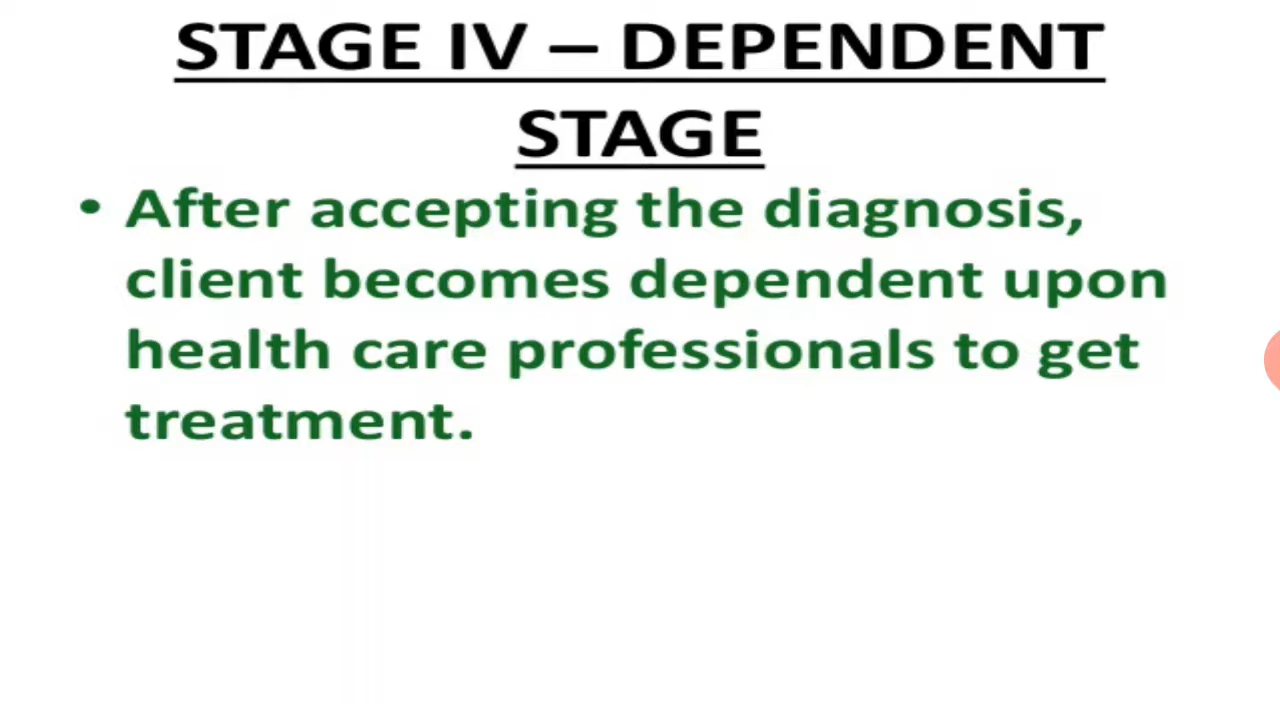 STAGE IV – DEPENDENT
STAGE
• After accepting the diagnosis,
client becomes dependent upon
health care professionals to get
treatment.